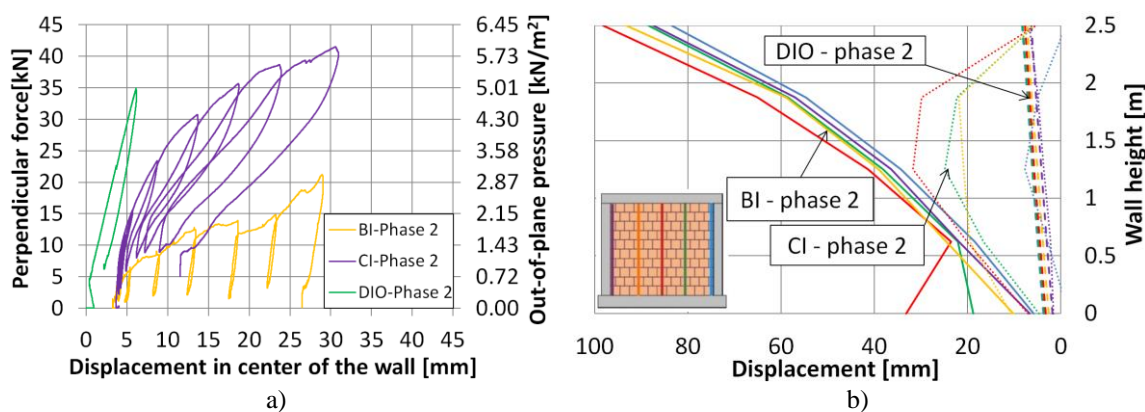 Perpendicular force[kN]
45
40
35
30
25
20
15
10
5
0
0 5 10 15 20 25 30 35 40 45
Displacement in center of the wall [mm]
6.45
5.73
5.01
4.30
3.58
2.87
2.15
1.43
0.72
0.00
Out-of-plane pressure [kN/m²]
BI-Phase 2
CI-Phase 2
DIO-Phase 2
a)
DIO - phase 2
BI - phase 2
CI - phase 2
2.5
2
1.5
1
0.5
0
Wall height [m]
100 80 60 40 20 0
Displacement [mm]
b)